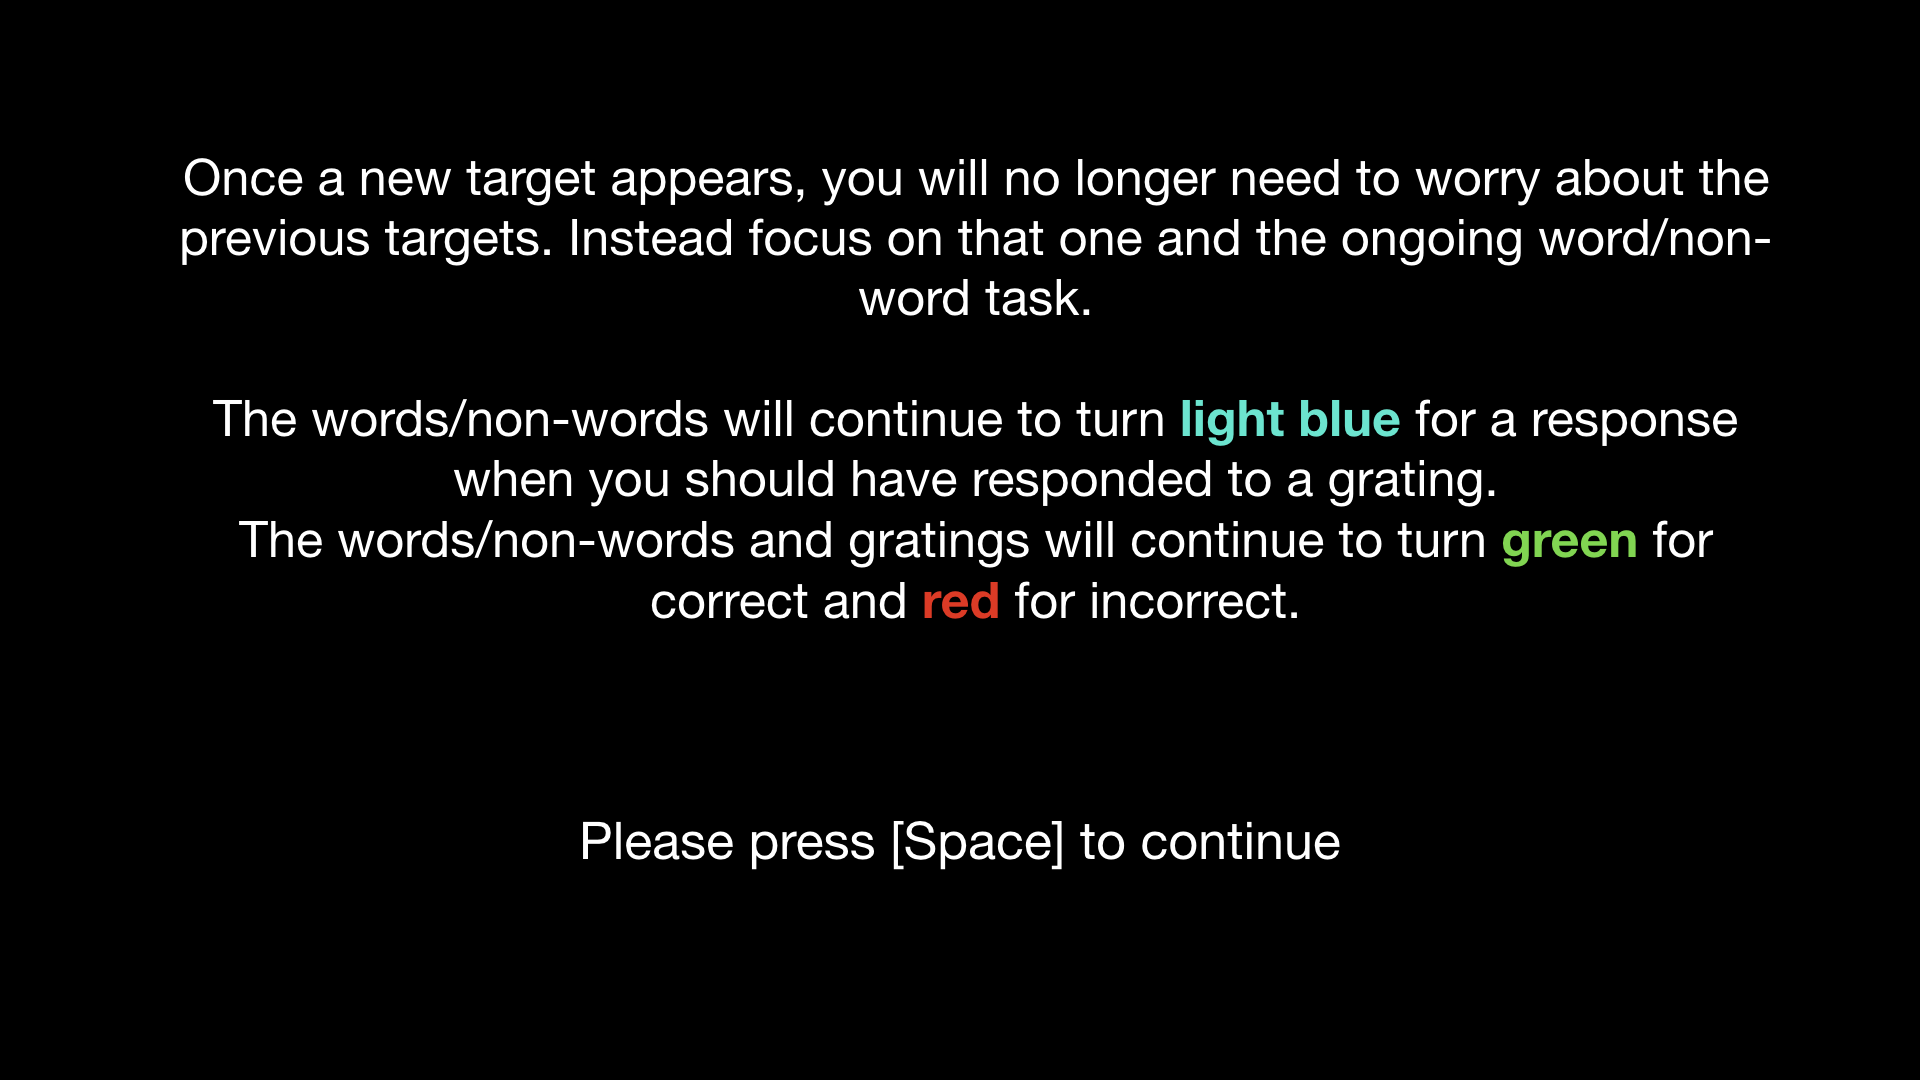 Once a new target appears, you will no longer need to worry about the
previous targets. Instead focus on that one and the ongoing word/non-
word task.
The words/non-words will continue to turn light blue for a response
when you should have responded to a grating.
The words/non-words and gratings will continue to turn green for
correct and red for incorrect.
Please press [Space] to continue